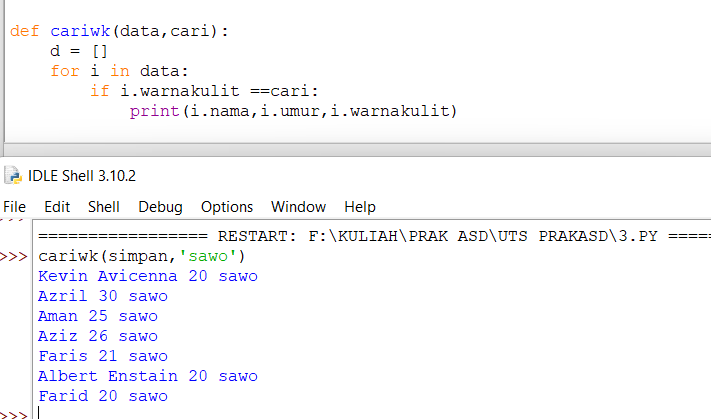 def cariwk(data,cari):
    d = []
    for i in data:
        if i.warnakulit ==cari:
            print(i.nama,i.umur,i.warnakulit)
IDLE Shell 3.10.2
File Edit Shell Debug Options Window Help
>>>
================= RESTART: F:\KULIAH\PRAK ASD\UTS PRAKASD\3.PY =====
>>> cariwk(simpan,'sawo')
Kevin Avicenna 20 sawo
Azril 30 sawo
Aman 25 sawo
Aziz 26 sawo
Faris 21 sawo
Albert Enstain 20 sawo
Farid 20 sawo
>>>